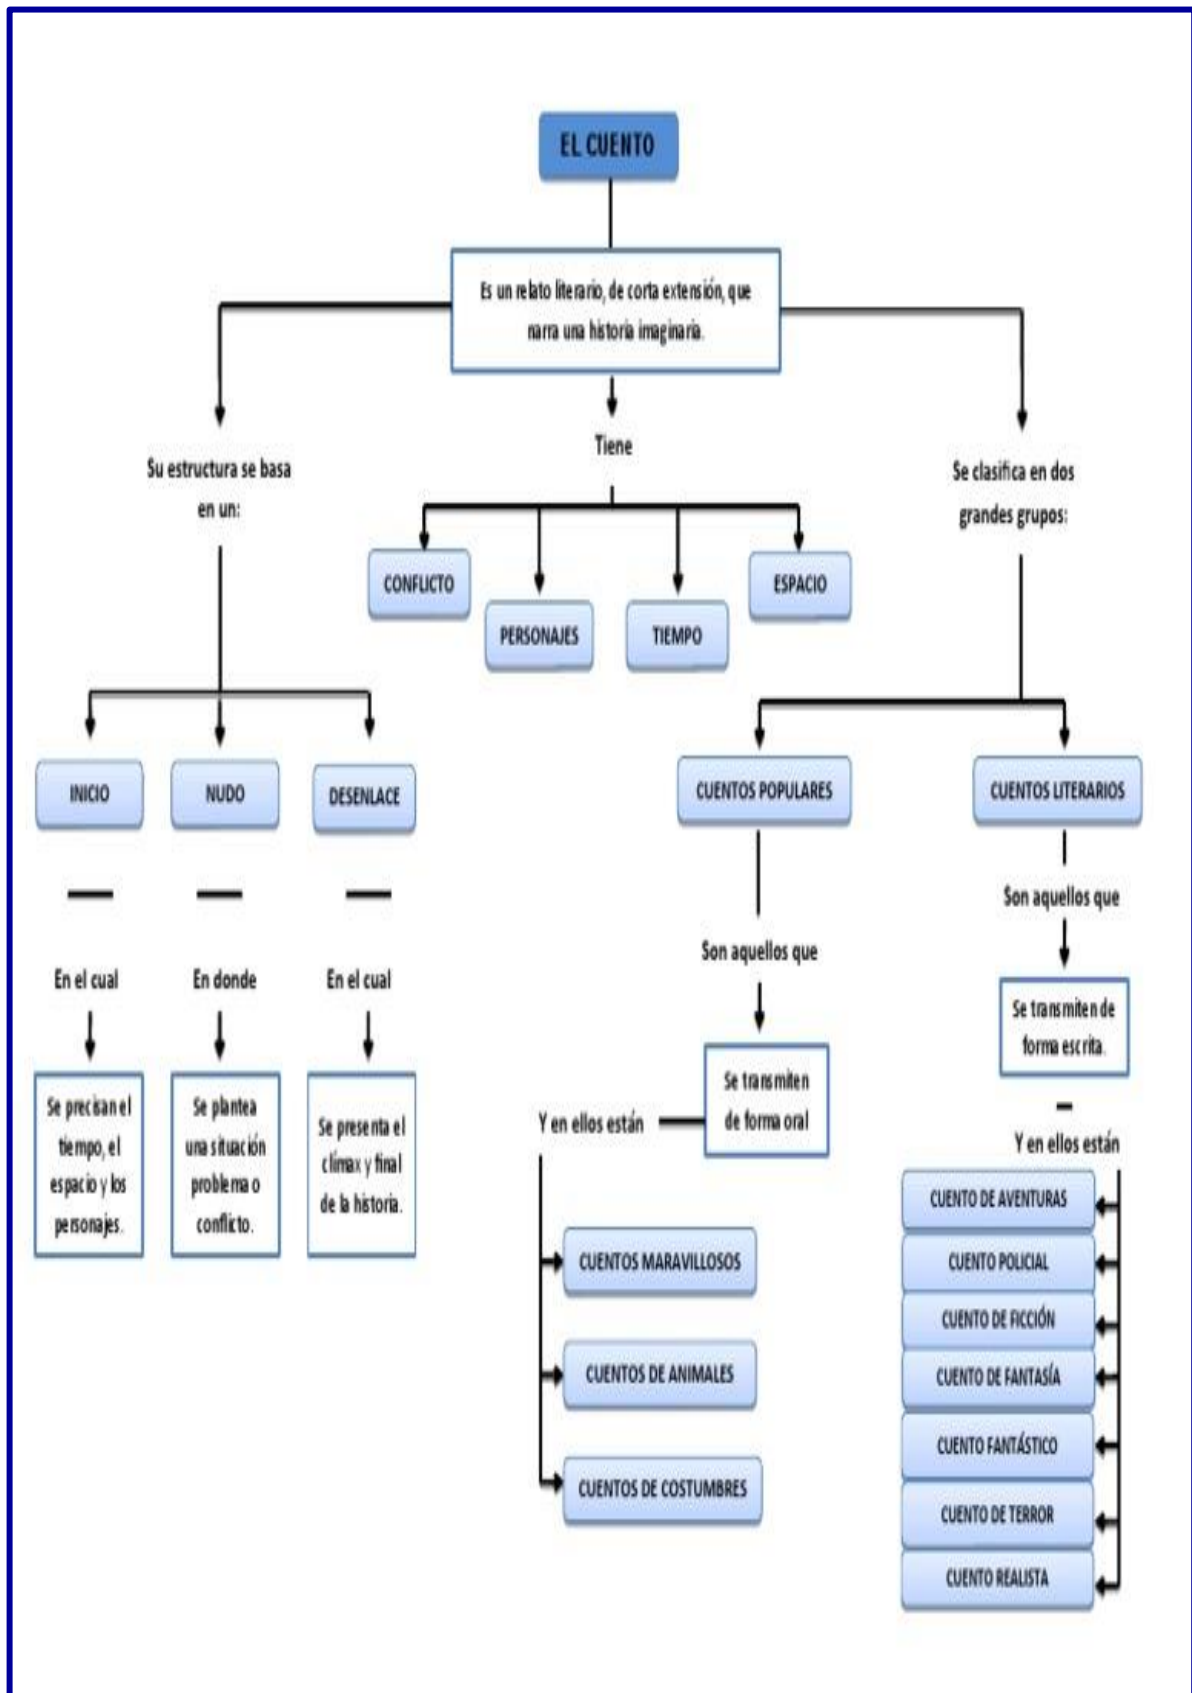 EL CUENTO
Es un relato literario, de corta extensión, que
narra una historia imaginaria.
Su estructura se basa
en un:
INICIO
NUDO
DESENLACE
En el cual
En donde
En el cual
Se precisan el
tiempo, el
espacio y los
personajes.
Se plantea
una situación
problema o
conflicto.
Se presenta el
clímax y final
de la historia.
Tiene
CONFLICTO
PERSONAJES
TIEMPO
ESPACIO
Se clasifica en dos
grandes grupos:
CUENTOS POPULARES
Son aquellos que
Se transmiten
de forma oral
Y en ellos están
CUENTOS MARAVILLOSOS
CUENTOS DE ANIMALES
CUENTOS DE COSTUMBRES
CUENTOS LITERARIOS
Son aquellos que
Se transmiten de
forma escrita.
Y en ellos están
CUENTO DE AVENTURAS
CUENTO POLICIAL
CUENTO DE FICCIÓN
CUENTO DE FANTASÍA
CUENTO FANTÁSTICO
CUENTO DE TERROR
CUENTO REALISTA